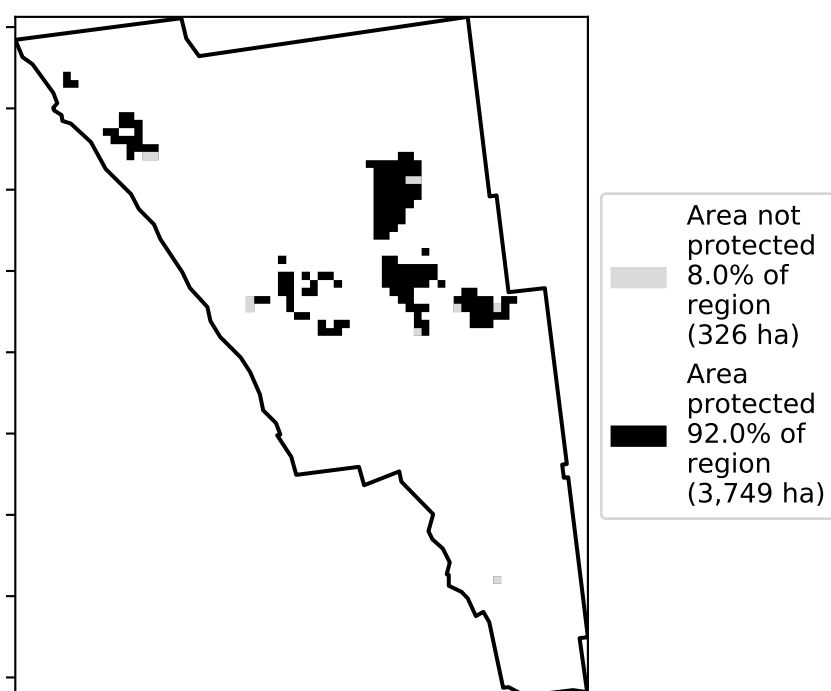 Area not
protected
8.0% of
region
(326 ha)
Area
protected
92.0% of
region
(3,749 ha)